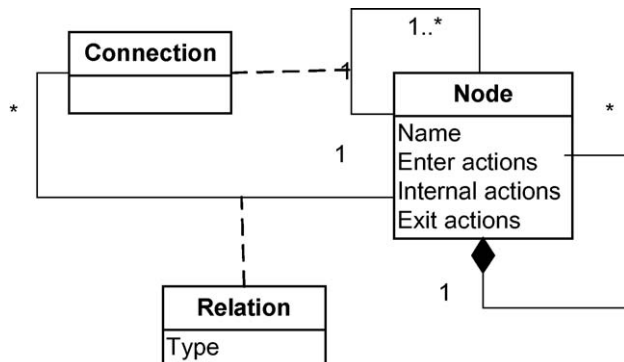 1..*
Connection
1
Node
*
*
Name
1
Enter actions
Internal actions
Exit actions
1
Relation
Type